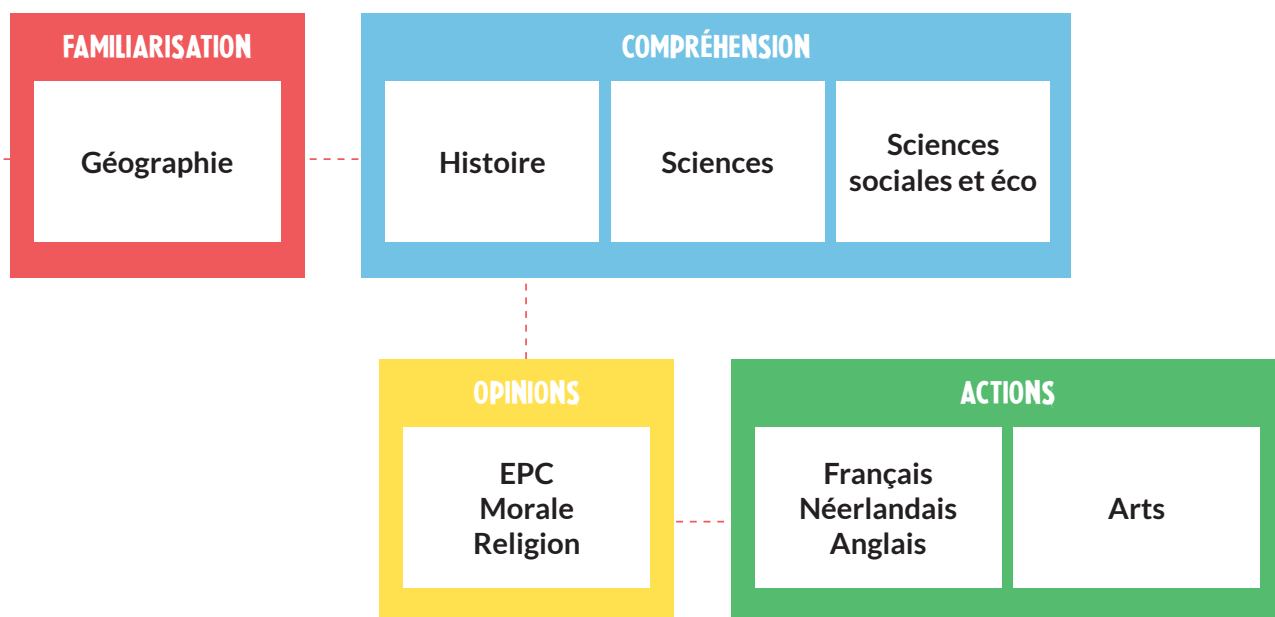 FAMILIARISATION
Géographie
COMPRÉHENSION
Histoire
Sciences
Sciences
sociales et éco
OPINIONS
EPC
Morale
Religion
ACTIONS
Français
Néerlandais
Anglais
Arts